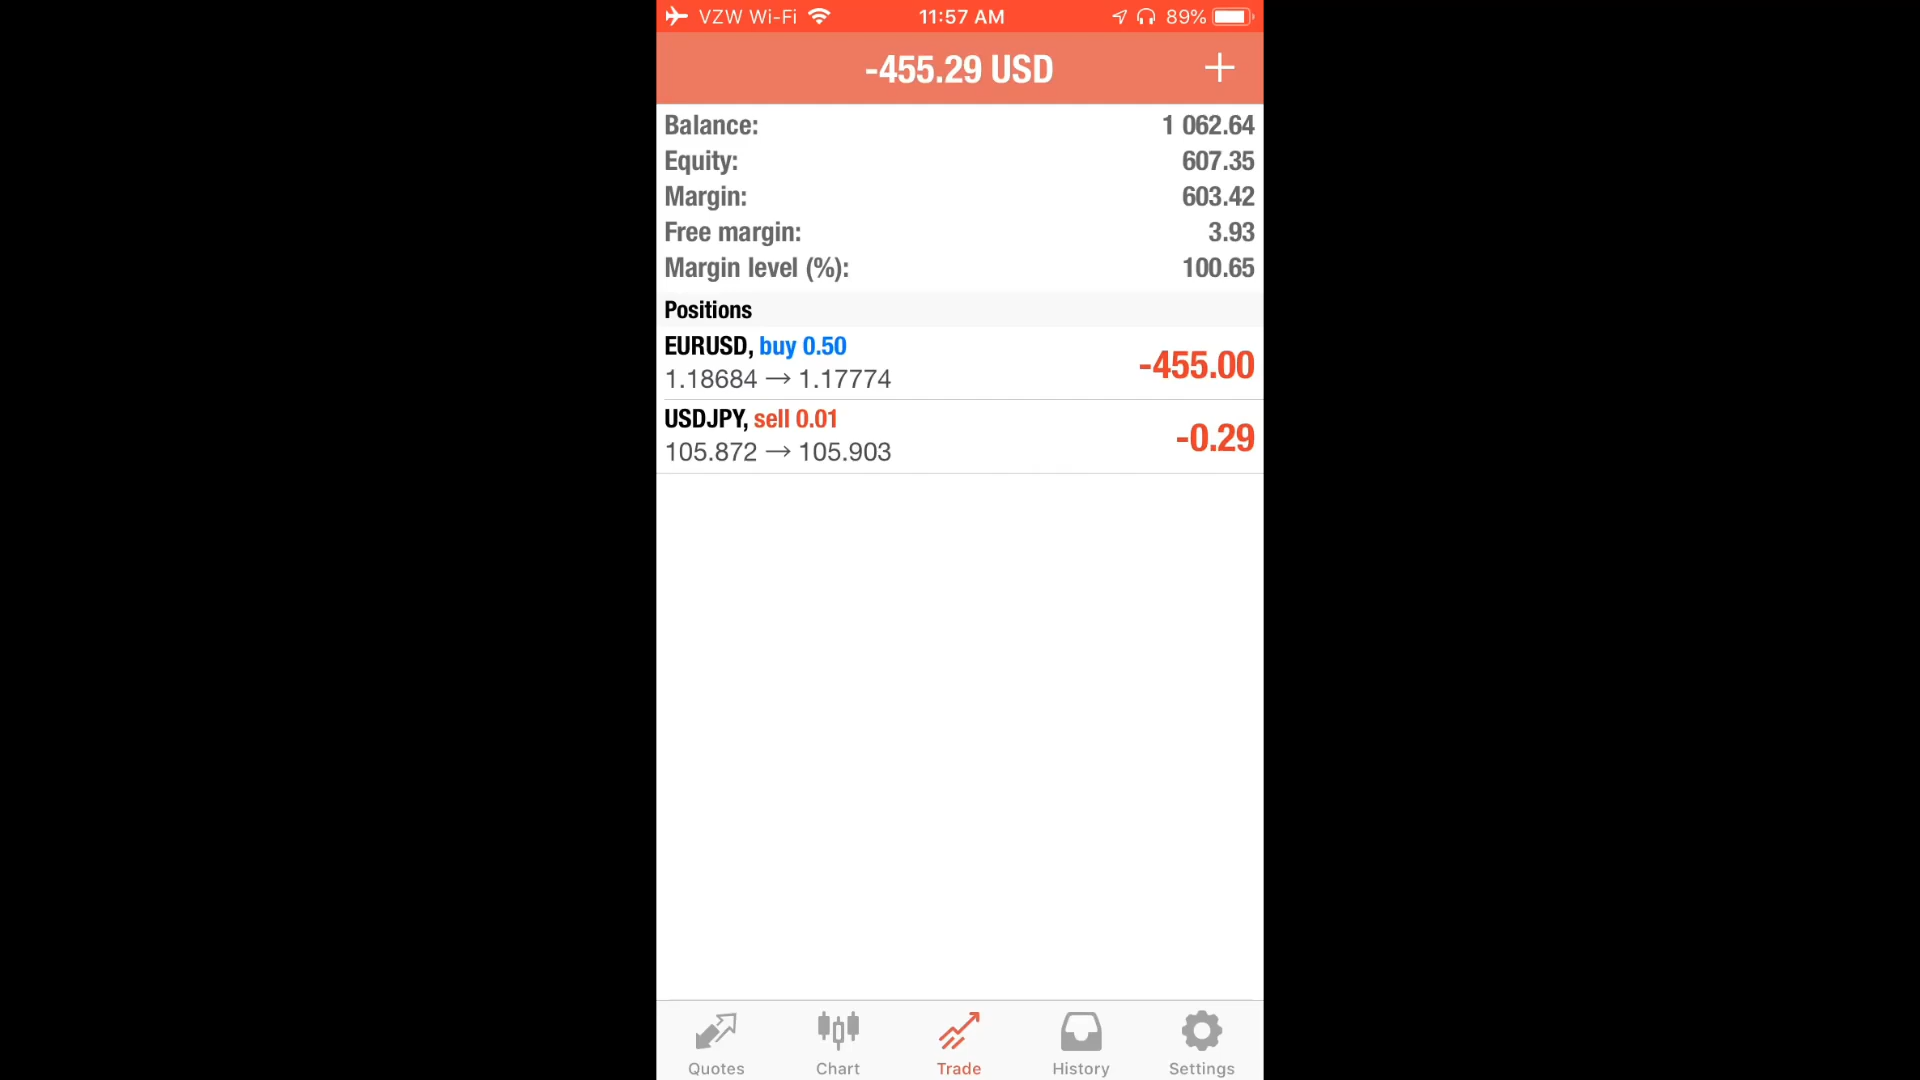 VZW Wi-Fi 11:57 AM 89%
-455.29 USD +
Balance: 1 062.64
Equity: 607.35
Margin: 603.42
Free margin: 3.93
Margin level (%): 100.65
Positions
EURUSD, buy 0.50
1.18684 → 1.17774 -455.00
USDJPY, sell 0.01
105.872 → 105.903 -0.29
Quotes Chart Trade History Settings